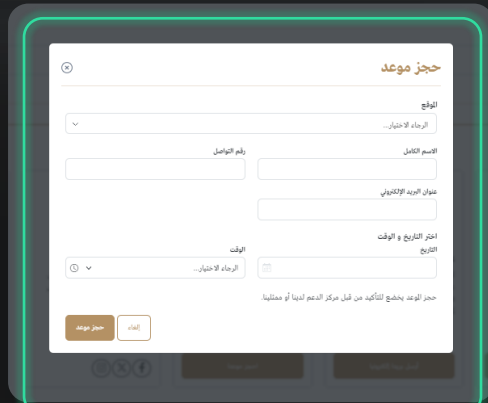 حجز موعد
الموقع
الرجاء الاختيار...
الاسم الكامل
رقم التواصل
عنوان البريد الإلكتروني
اختر التاريخ و الوقت
التاريخ
الوقت
الرجاء الاختيار...
حجز الموعد يخضع للتأكيد من قبل مركز الدعم لدينا أو ممثلينا.
إلغاء
حجز موعد